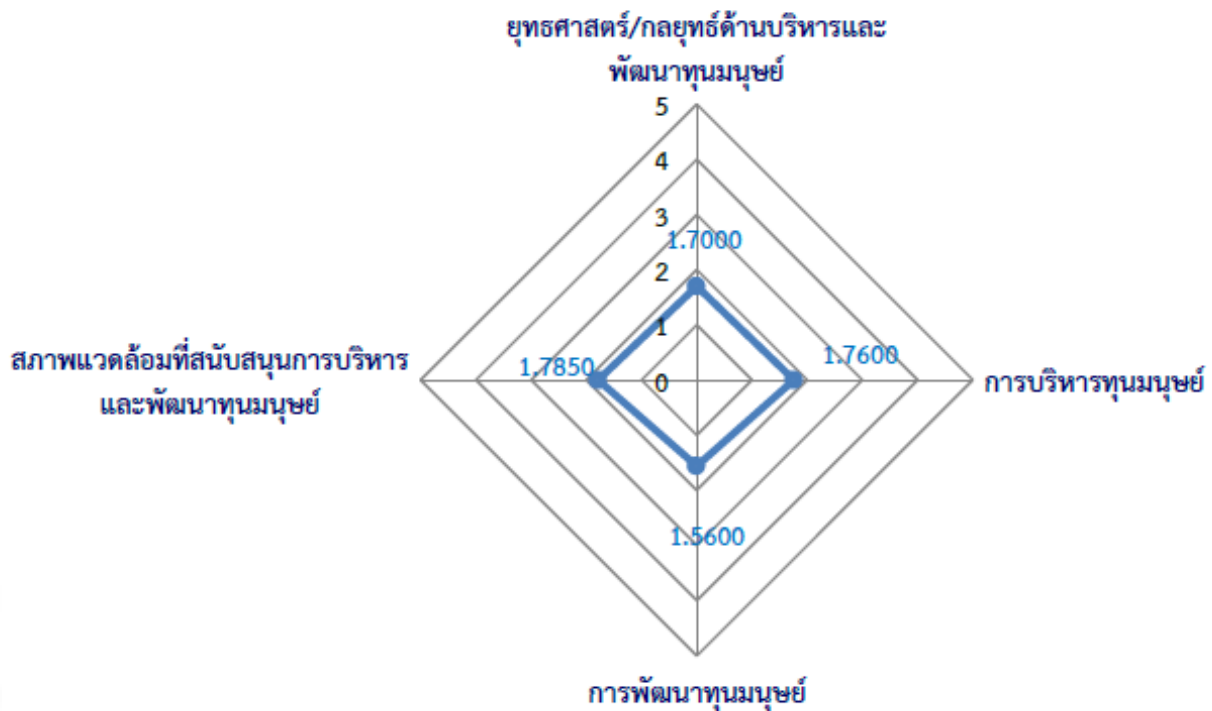 ยุทธศาสตร์/กลยุทธ์ด้านบริหารและ
พัฒนาทุนมนุษย์
5
4
3
1.7000
2
1
1.7600
สภาพแวดล้อมที่สนับสนุนการบริหาร
และพัฒนาทุนมนุษย์
1.7850
0
การบริหารทุนมนุษย์
1.5600
การพัฒนาทุนมนุษย์